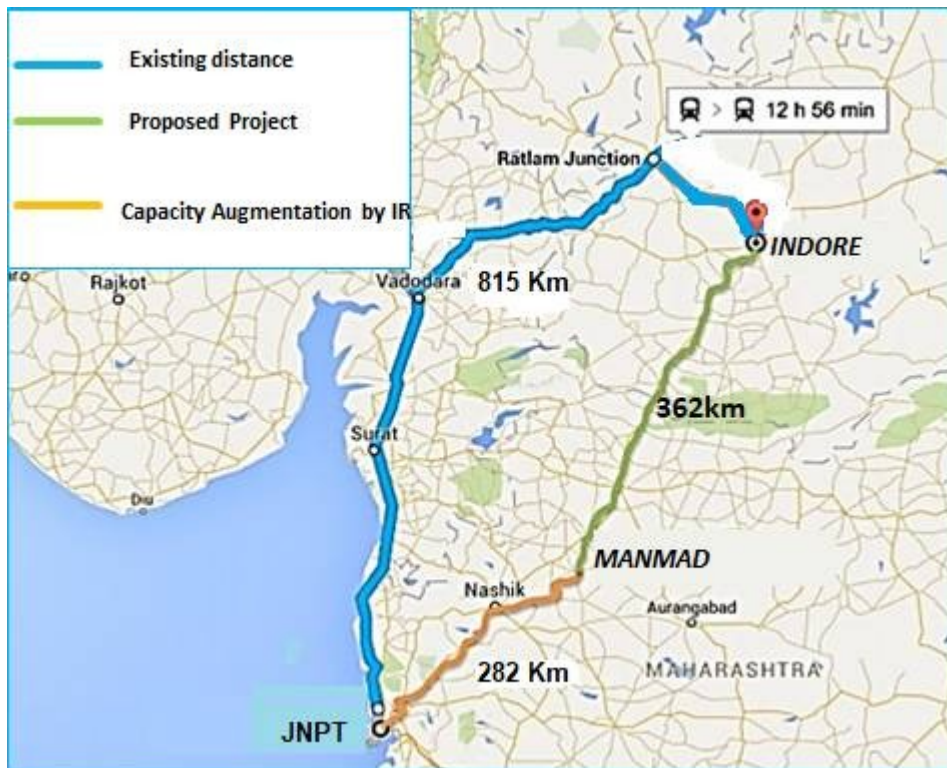 Existing distance
Proposed Project
Capacity Augmentation by IR
12 h 56 min
Ratlam Junction
INDORE
Rajkot
Vadodara
815 Km
362km
Surat
Diu
MANMAD
Nashik
Aurangabad
282 Km
MAHARASHTRA
JNPT